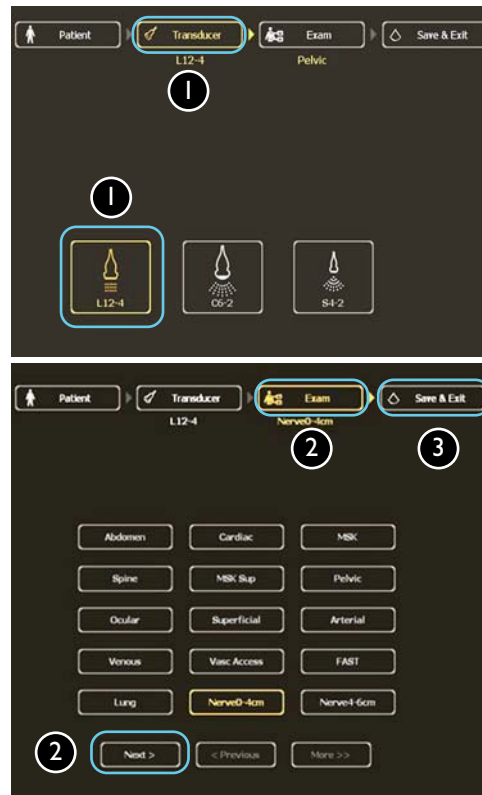 Patient Transducer Exam Save & Exit
L12-4 Pelvic
1
1
L12-4 C6-2 S4-2
Patient Transducer Exam Save & Exit
L12-4 Nerve0-4cm
2 3
Abdomen Cardiac MSK
Spine MSK Sup Pelvic
Ocular Superficial Arterial
Venous Vasc Access FAST
Lung Nerve0-4cm Nerve4-6cm
2 Next > < Previous More >>